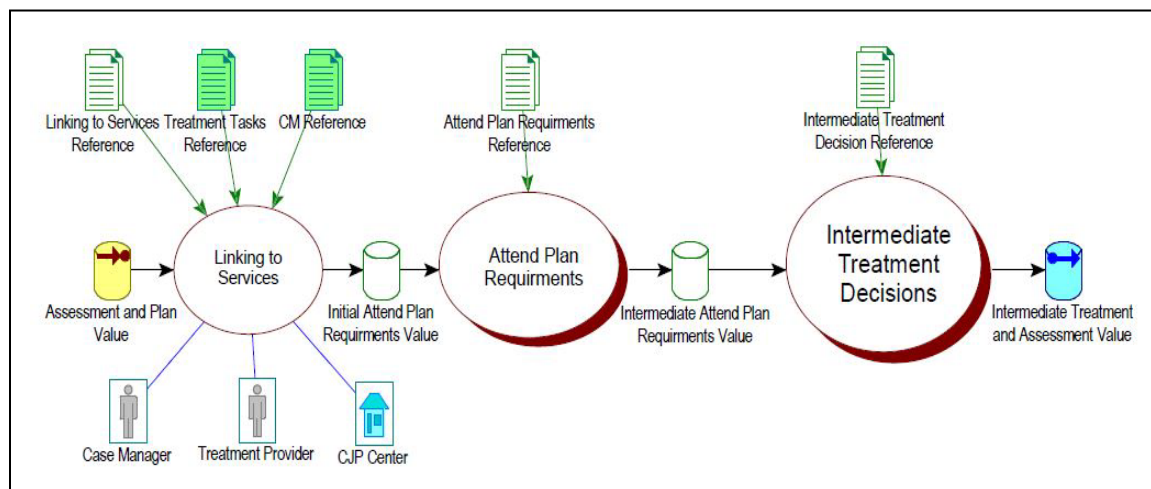 Linking to Services
Reference
Treatment Tasks
Reference
CM Reference
Attend Plan Requirments
Reference
Intermediate Treatment
Decision Reference
Linking to
Services
Attend Plan
Requirments
Intermediate
Treatment
Decisions
Assessment and Plan
Value
Initial Attend Plan
Requirments Value
Intermediate Attend Plan
Requirments Value
Intermediate Treatment
and Assessment Value
Case Manager
Treatment Provider
CJP Center